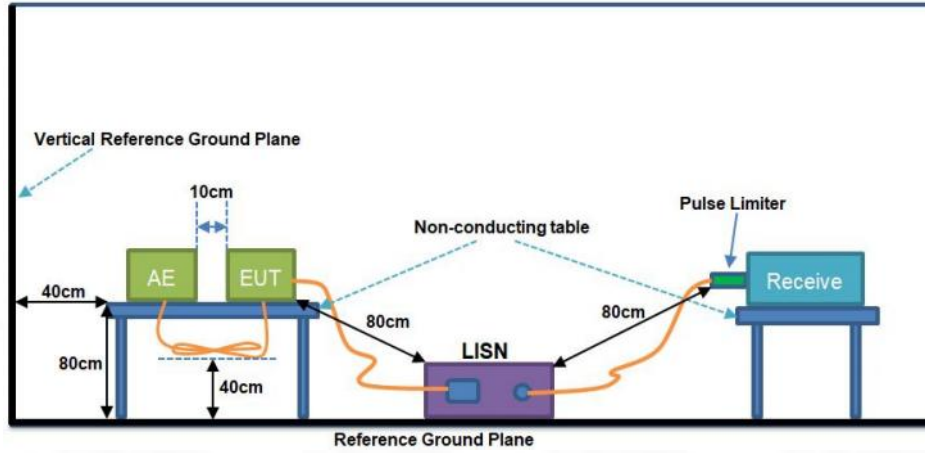 Vertical Reference Ground Plane
10cm
Pulse Limiter
Non-conducting table
AE
EUT
Receive
40cm
80cm
80cm
LISN
80cm
40cm
Reference Ground Plane